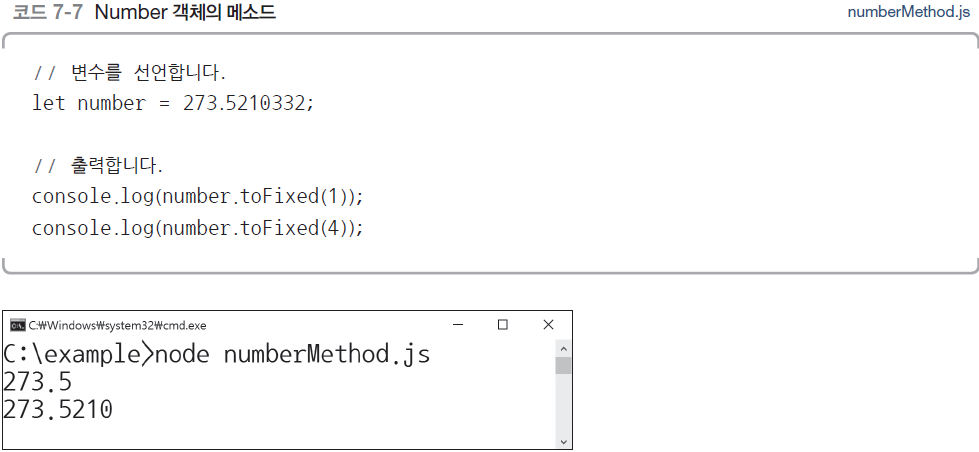 코드 7-7 Number 객체의 메소드
numberMethod.js
// 변수를 선언합니다.
let number = 273.5210332;
// 출력합니다.
console.log(number.toFixed(1));
console.log(number.toFixed(4));
C:₩Windows₩system32₩cmd.exe
C:\example>node numberMethod.js
273.5
273.5210